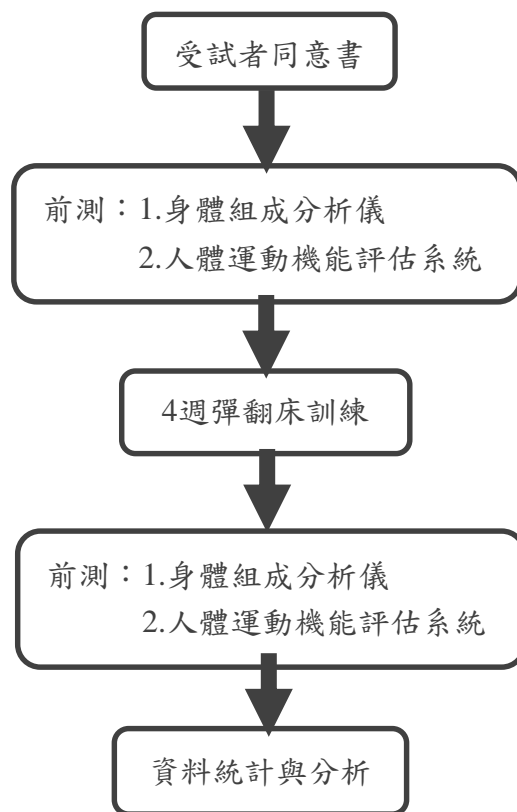 受試者同意書
前測：1.身體組成分析儀
2.人體運動機能評估系統
4週彈翻床訓練
前測：1.身體組成分析儀
2.人體運動機能評估系統
資料統計與分析